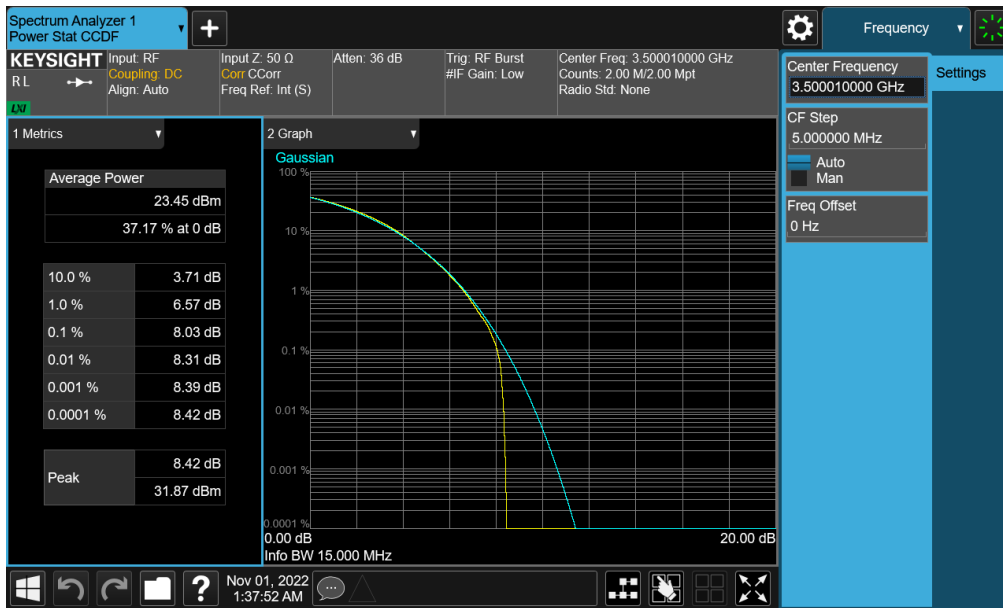 Spectrum Analyzer 1
Power Stat CCDF
+
Frequency
KEYSIGHT
R L
LXI
Input: RF
Coupling: DC
Align: Auto
Input Z: 50 Ω
Corr CCorr
Freq Ref: Int (S)
Atten: 36 dB
Trig: RF Burst
#IF Gain: Low
Center Freq: 3.500010000 GHz
Counts: 2.00 M/2.00 Mpt
Radio Std: None
Center Frequency
3.500010000 GHz
Settings
CF Step
5.000000 MHz
Auto
Man
Freq Offset
0 Hz
1 Metrics
Average Power
23.45 dBm
37.17 % at 0 dB
10.0 % 3.71 dB
1.0 % 6.57 dB
0.1 % 8.03 dB
0.01 % 8.31 dB
0.001 % 8.39 dB
0.0001 % 8.42 dB
Peak
8.42 dB
31.87 dBm
2 Graph
Gaussian
100 %
10 %
1 %
0.1 %
0.01 %
0.001 %
0.0001 %
0.00 dB 20.00 dB
Info BW 15.000 MHz
?
Nov 01, 2022
1:37:52 AM